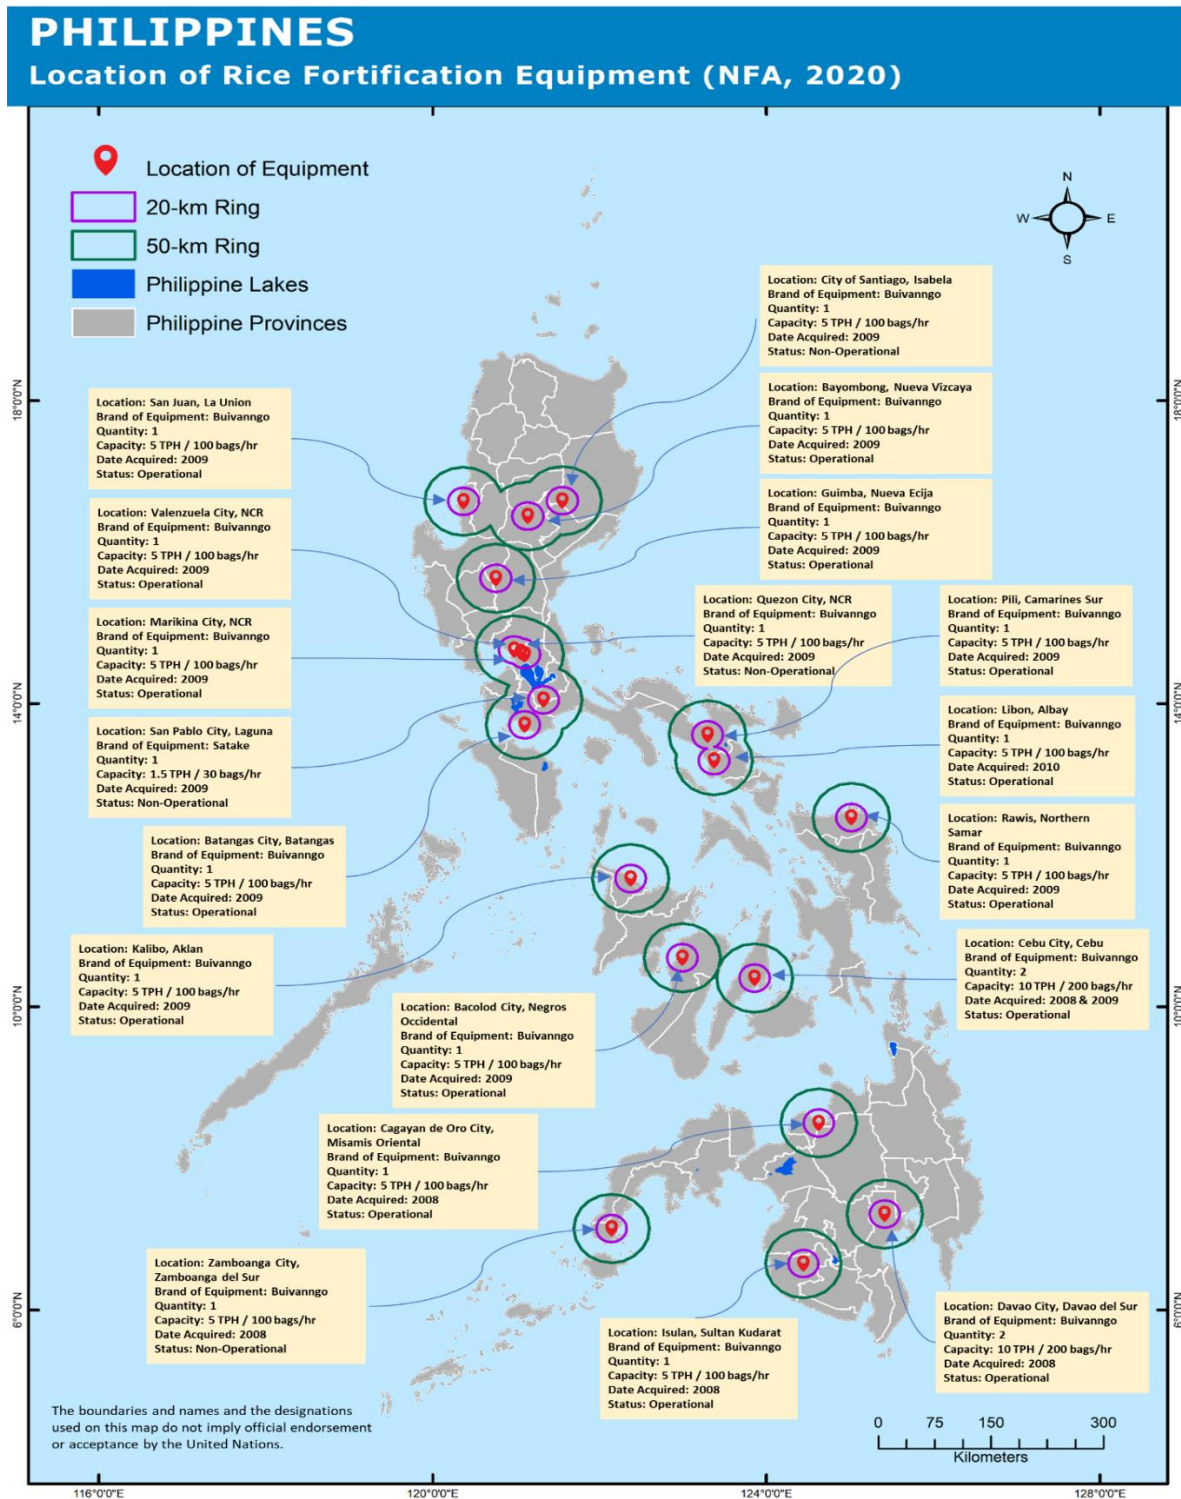 PHILIPPINES
Location of Rice Fortification Equipment (NFA, 2020)
Location of Equipment
20-km Ring
50-km Ring
Philippine Lakes
Philippine Provinces
N
W
E
S
Location: City of Santiago, Isabela
Brand of Equipment: Buivanngo
Quantity: 1
Capacity: 5 TPH / 100 bags/hr
Date Acquired: 2009
Status: Non-Operational
Location: Bayombong, Nueva Vizcaya
Brand of Equipment: Buivanngo
Quantity: 1
Capacity: 5 TPH / 100 bags/hr
Date Acquired: 2009
Status: Operational
Location: Guimba, Nueva Ecija
Brand of Equipment: Buivanngo
Quantity: 1
Capacity: 5 TPH / 100 bags/hr
Date Acquired: 2009
Status: Operational
Location: San Juan, La Union
Brand of Equipment: Buivanngo
Quantity: 1
Capacity: 5 TPH / 100 bags/hr
Date Acquired: 2009
Status: Operational
Location: Valenzuela City, NCR
Brand of Equipment: Buivanngo
Quantity: 1
Capacity: 5 TPH / 100 bags/hr
Date Acquired: 2009
Status: Operational
Location: Marikina City, NCR
Brand of Equipment: Buivanngo
Quantity: 1
Capacity: 5 TPH / 100 bags/hr
Date Acquired: 2009
Status: Operational
Location: San Pablo City, Laguna
Brand of Equipment: Satake
Quantity: 1
Capacity: 1.5 TPH / 30 bags/hr
Date Acquired: 2009
Status: Non-Operational
Location: Quezon City, NCR
Brand of Equipment: Buivanngo
Quantity: 1
Capacity: 5 TPH / 100 bags/hr
Date Acquired: 2009
Status: Non-Operational
Location: Pili, Camarines Sur
Brand of Equipment: Buivanngo
Quantity: 1
Capacity: 5 TPH / 100 bags/hr
Date Acquired: 2009
Status: Operational
Location: Libon, Albay
Brand of Equipment: Buivanngo
Quantity: 1
Capacity: 5 TPH / 100 bags/hr
Date Acquired: 2010
Status: Operational
Location: Rawis, Northern
Samar
Brand of Equipment: Buivanngo
Quantity: 1
Capacity: 5 TPH / 100 bags/hr
Date Acquired: 2009
Status: Operational
Location: Batangas City, Batangas
Brand of Equipment: Buivanngo
Quantity: 1
Capacity: 5 TPH / 100 bags/hr
Date Acquired: 2009
Status: Operational
Location: Kalibo, Aklan
Brand of Equipment: Buivanngo
Quantity: 1
Capacity: 5 TPH / 100 bags/hr
Date Acquired: 2009
Status: Operational
Location: Cebu City, Cebu
Brand of Equipment: Buivanngo
Quantity: 2
Capacity: 10 TPH / 200 bags/hr
Date Acquired: 2008 & 2009
Status: Operational
Location: Bacolod City, Negros
Occidental
Brand of Equipment: Buivanngo
Quantity: 1
Capacity: 5 TPH / 100 bags/hr
Date Acquired: 2009
Status: Operational
Location: Cagayan de Oro City,
Misamis Oriental
Brand of Equipment: Buivanngo
Quantity: 1
Capacity: 5 TPH / 100 bags/hr
Date Acquired: 2008
Status: Operational
Location: Zamboanga City,
Zamboanga del Sur
Brand of Equipment: Buivanngo
Quantity: 1
Capacity: 5 TPH / 100 bags/hr
Date Acquired: 2008
Status: Non-Operational
Location: Isulan, Sultan Kudarat
Brand of Equipment: Buivanngo
Quantity: 1
Capacity: 5 TPH / 100 bags/hr
Date Acquired: 2008
Status: Operational
Location: Davao City, Davao del Sur
Brand of Equipment: Buivanngo
Quantity: 2
Capacity: 10 TPH / 200 bags/hr
Date Acquired: 2008
Status: Operational
The boundaries and names and the designations
used on this map do not imply official endorsement
or acceptance by the United Nations.
0 75 150 300
Kilometers
18°0'0"N
14°0'0"N
10°0'0"N
6°0'0"N
18°0'0"N
14°0'0"N
10°0'0"N
6°0'0"N
116°0'0"E
120°0'0"E
124°0'0"E
128°0'0"E